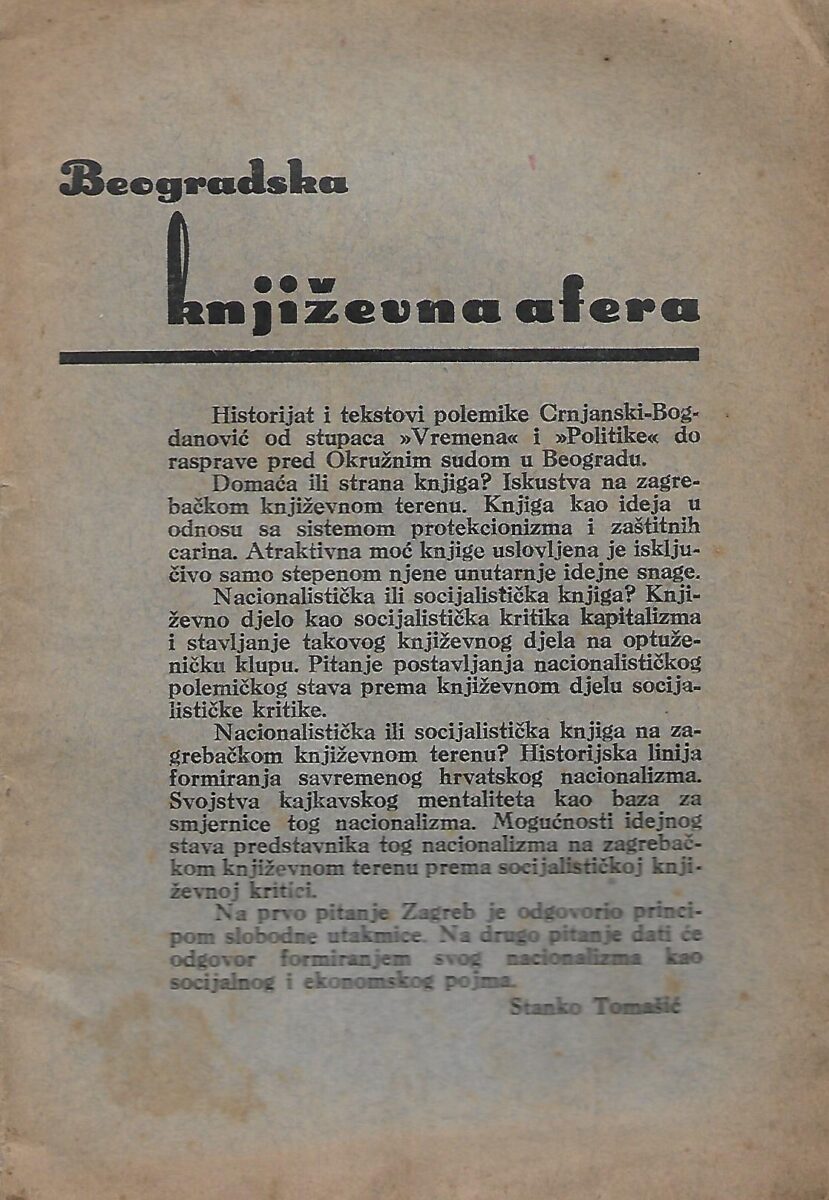 Beogradska
književna afera
Historijat i tekstovi polemike Crnjanski-Bog-
danović od stupaca »Vremena« i »Politike« do
rasprave pred Okružnim sudom u Beogradu.
Domaća ili strana knjiga? Iskustva na zagre-
bačkom književnom terenu. Knjiga kao ideja u
odnosu sa sistemom protekcionizma i zaštitnih
carina. Atraktivna moć knjige uslovljena je isklju-
čivo samo stepenom njene unutarnje idejne snage.
Nacionalistička ili socijalistička knjiga? Knji-
ževno djelo kao socijalistička kritika kapitalizma
i stavljanje takovog književnog djela na optuže-
ničku klupu. Pitanje postavljanja nacionalističkog
polemičkog stava prema književnom djelu socija-
lističke kritike.
Nacionalistička ili socijalistička knjiga na za-
grebačkom književnom terenu? Historijska linija
formiranja savremenog hrvatskog nacionalizma.
Svojstva kajkavskog mentaliteta kao baza za
smjernice tog nacionalizma. Mogućnosti idejnog
stava predstavnika tog nacionalizma na zagrebač-
kom književnom terenu prema socijalističkoj knji-
ževnoj kritici.
Na prvo pitanje Zagreb je odgovorio princi-
pom slobodne utakmice. Na drugo pitanje dati će
odgovor formiranjem svog nacionalizma kao
socijalnog i ekonomskog pojma.
Stanko Tomašić